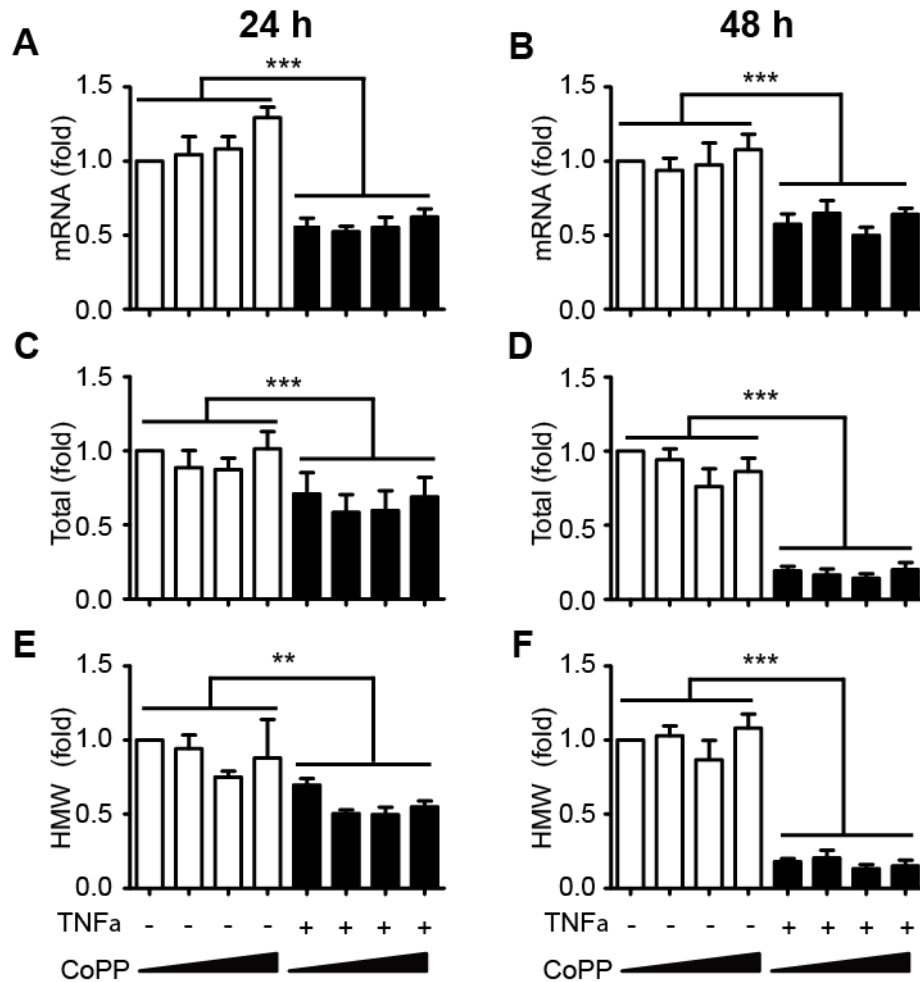 24 h
48 h
A
B
***
***
1.5
1.0
0.5
0.0
mRNA (fold)
1.5
1.0
0.5
0.0
mRNA (fold)
C
D
***
***
1.5
1.0
0.5
0.0
Total (fold)
1.5
1.0
0.5
0.0
Total (fold)
E
F
**
***
1.5
1.0
0.5
0.0
HMW (fold)
1.5
1.0
0.5
0.0
HMW (fold)
TNFa - - - - + + + +
TNFa - - - - + + + +
CoPP
CoPP